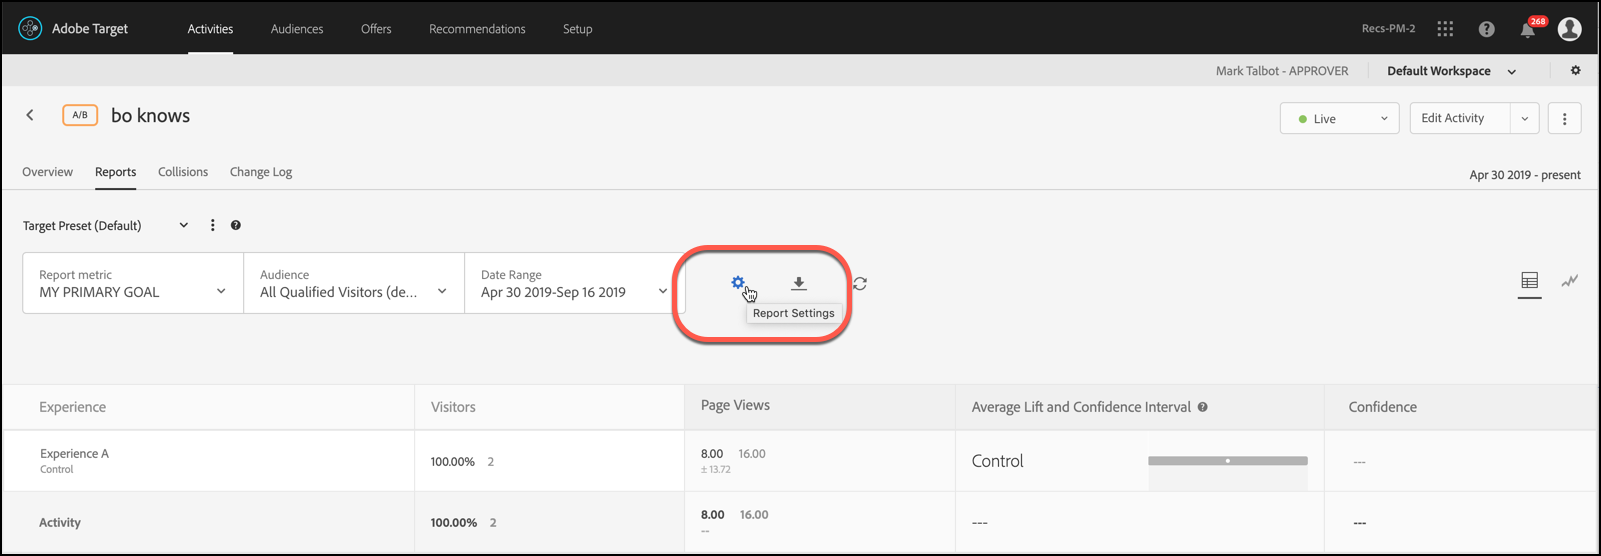 Adobe Target Activities Audiences Offers Recommendations Setup Recs-PM-2 268
Mark Talbot - APPROVER Default Workspace
A/B bo knows Live Edit Activity
Overview Reports Collisions Change Log Apr 30 2019 - present
Target Preset (Default)
Report metric Audience Date Range
MY PRIMARY GOAL All Qualified Visitors (de... Apr 30 2019-Sep 16 2019
Report Settings
Experience Visitors Page Views Average Lift and Confidence Interval Confidence
Experience A 100.00% 2 8.00 16.00 Control ---
Control ± 13.72
Activity 100.00% 2 8.00 16.00 --- ---
--